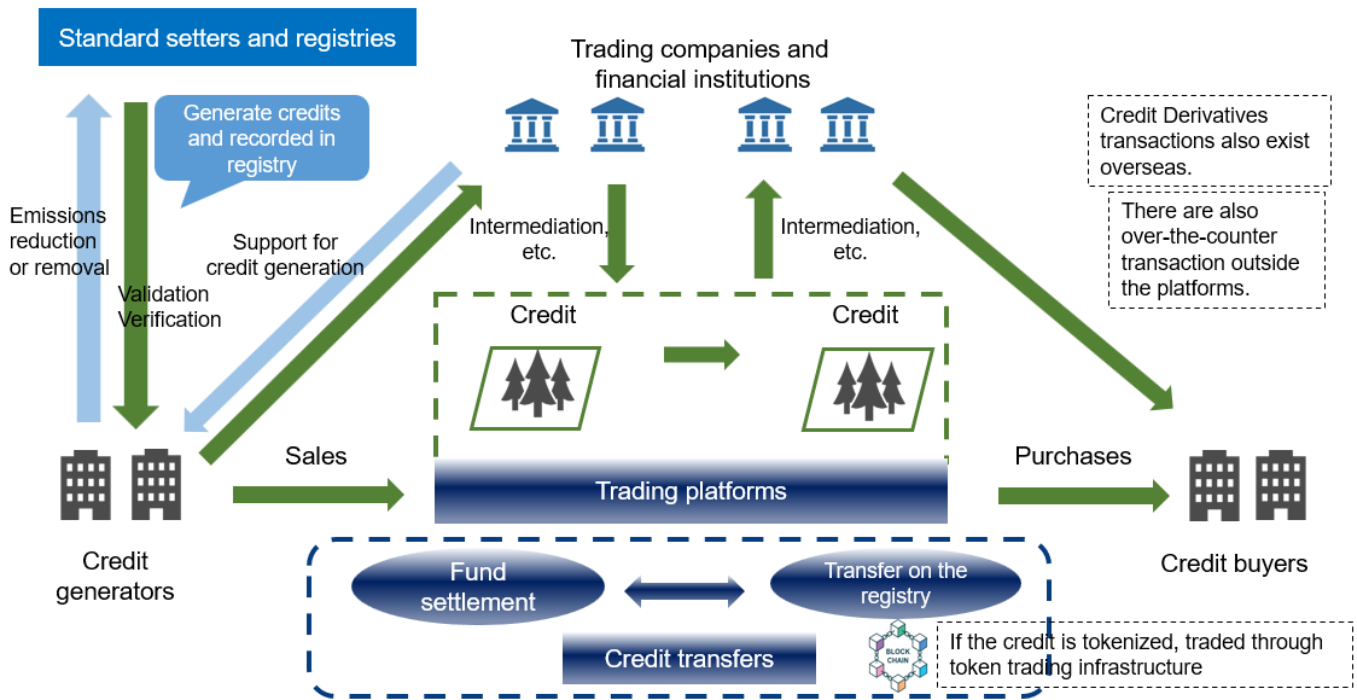 Standard setters and registries
Trading companies and
financial institutions
Generate credits
and recorded in
registry
Credit Derivatives
transactions also exist
overseas.
There are also
over-the-counter
transaction outside
the platforms.
Emissions
reduction
or removal
Validation
Verification
Support for
credit generation
Intermediation,
etc.
Intermediation,
etc.
Credit
Credit
Sales
Trading platforms
Purchases
Credit
generators
Credit buyers
Fund
settlement
Transfer on the
registry
Credit transfers
BLOCK
CHAIN
If the credit is tokenized, traded through
token trading infrastructure